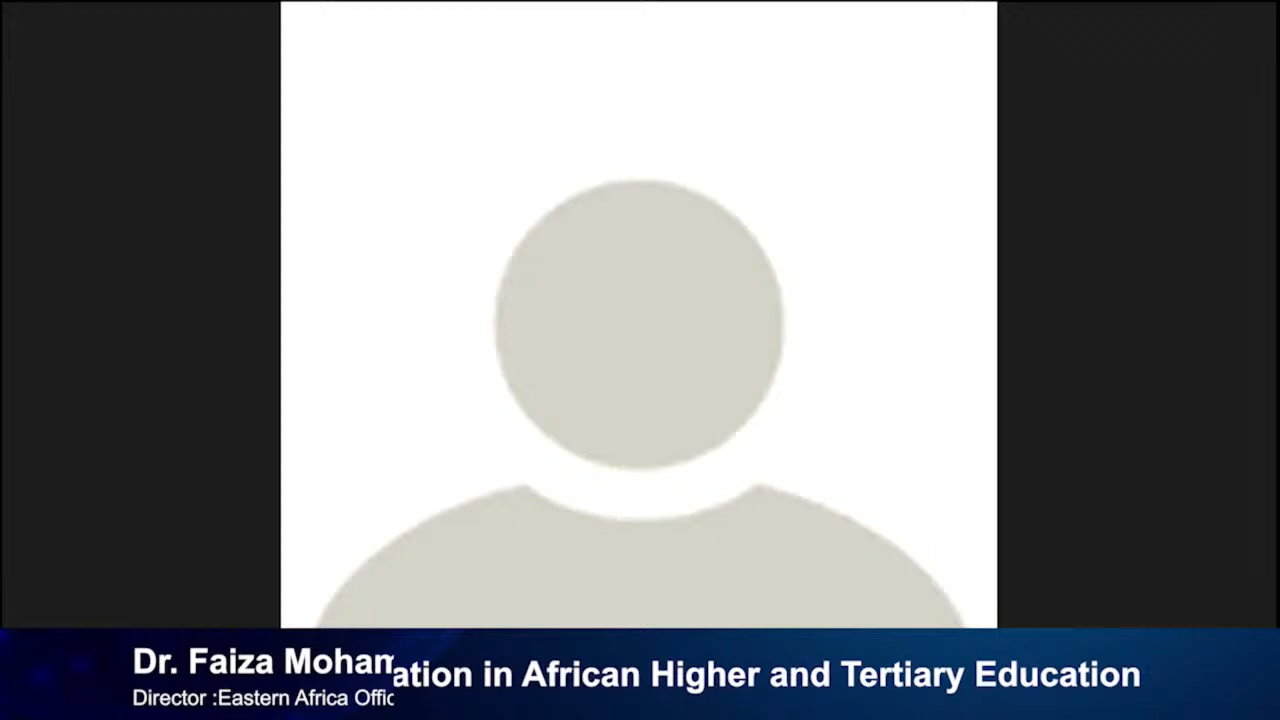 Dr. Faiza Moham
Director :Eastern Africa Offic
ation in African Higher and Tertiary Education